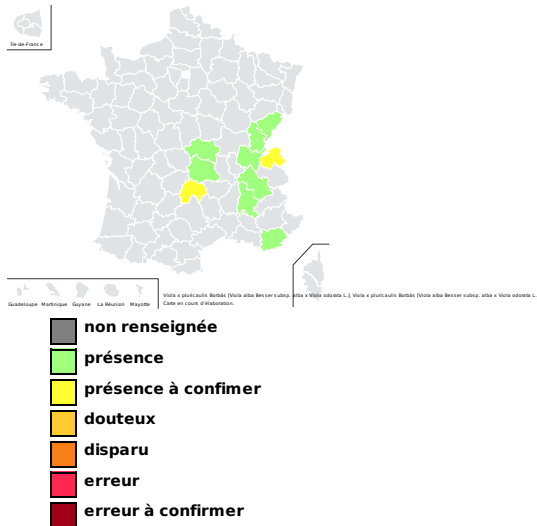 Île-de-France
Guadeloupe Martinique Guyane La Réunion Mayotte
Viola x pluricaulis Borbás [Viola alba Besser subsp. alba x Viola odorata L.], Viola x pluricaulis Borbás [Viola alba Besser subsp. alba x Viola odorata L.
Carte en cours d'élaboration.
non renseignée
présence
présence à confimer
douteux
disparu
erreur
erreur à confirmer